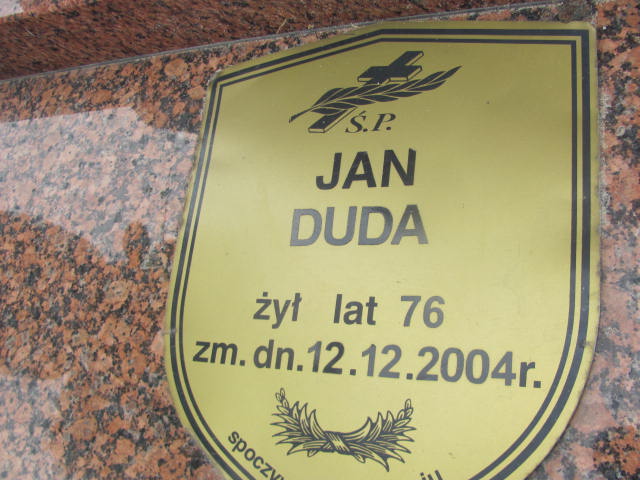 Ś.P.
JAN
DUDA
żył lat 76
zm. dn. 12.12.2004r.